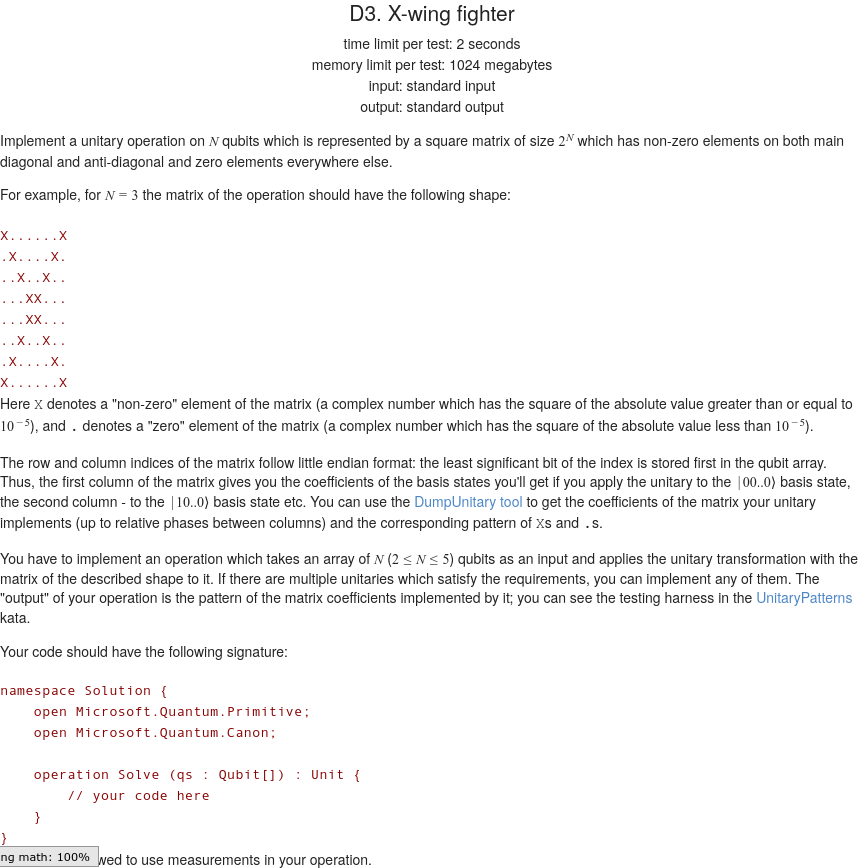 D3. X-wing fighter
time limit per test: 2 seconds
memory limit per test: 1024 megabytes
input: standard input
output: standard output
Implement a unitary operation on N qubits which is represented by a square matrix of size 2^N which has non-zero elements on both main
diagonal and anti-diagonal and zero elements everywhere else.
For example, for N = 3 the matrix of the operation should have the following shape:
X......X
.X....X.
..X..X..
...XX...
...XX...
..X..X..
.X....X.
X......X
Here X denotes a "non-zero" element of the matrix (a complex number which has the square of the absolute value greater than or equal to
10^-5), and . denotes a "zero" element of the matrix (a complex number which has the square of the absolute value less than 10^-5).
The row and column indices of the matrix follow little endian format: the least significant bit of the index is stored first in the qubit array.
Thus, the first column of the matrix gives you the coefficients of the basis states you'll get if you apply the unitary to the |00..0⟩ basis state,
the second column - to the |10..0⟩ basis state etc. You can use the DumpUnitary tool to get the coefficients of the matrix your unitary
implements (up to relative phases between columns) and the corresponding pattern of Xs and .s.
You have to implement an operation which takes an array of N (2 ≤ N ≤ 5) qubits as an input and applies the unitary transformation with the
matrix of the described shape to it. If there are multiple unitaries which satisfy the requirements, you can implement any of them. The
"output" of your operation is the pattern of the matrix coefficients implemented by it; you can see the testing harness in the UnitaryPatterns
kata.
Your code should have the following signature:
namespace Solution {
    open Microsoft.Quantum.Primitive;
    open Microsoft.Quantum.Canon;
    operation Solve (qs : Qubit[]) : Unit {
        // your code here
    }
}
ng math: 100% wed to use measurements in your operation.